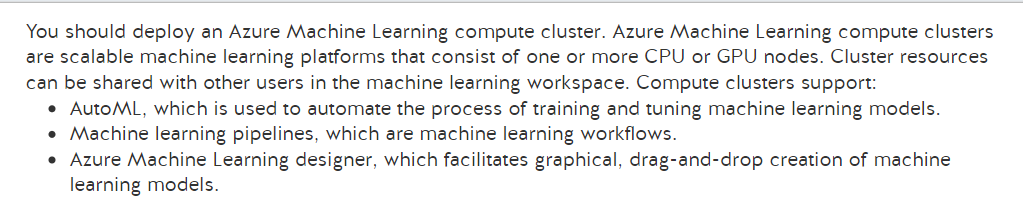 You should deploy an Azure Machine Learning compute cluster. Azure Machine Learning compute clusters
are scalable machine learning platforms that consist of one or more CPU or GPU nodes. Cluster resources
can be shared with other users in the machine learning workspace. Compute clusters support:
• AutoML, which is used to automate the process of training and tuning machine learning models.
• Machine learning pipelines, which are machine learning workflows.
• Azure Machine Learning designer, which facilitates graphical, drag-and-drop creation of machine
learning models.